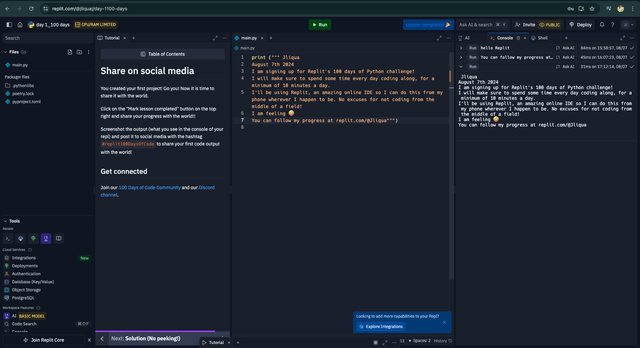 replit.com/@Jliqua/day-1100-days
day 1_100-days
CPU/RAM LIMITED
Run
Lesson completed 🎉
Ask AI & search
Invite
PUBLIC
Deploy
Search
Files
main.py
Packager files
.pythonlibs
poetry.lock
pyproject.toml
Tools
Cloud Services
Integrations
New
Deployments
Authentication
Database (Key/Value)
Object Storage
PostgreSQL
Workspace Features
AI BASIC MODEL
Code Search
Console
Join Replit Core
Tutorial
Table of Contents
Share on social media
You created your first project! Go you! Now it is time to
share it with the world.
Click on the "Mark lesson completed" button on the top
right and share your progress with the world!!
Screenshot the output (what you see in the console of your
repl) and post it to social media with the hashtag
#replit100DaysOfCode to share your first code output
with the world!
Get connected
Join our 100 Days of Code Community and our Discord
channel.
Next: Solution (No peeking!)
Tutorial
main.py
main.py
1 print (""" Jliqua
2 August 7th 2024
3 I am signing up for Replit's 100 days of Python challenge!
4 I will make sure to spend some time every day coding along, for a
minimum of 10 minutes a day.
5 I'll be using Replit, an amazing online IDE so I can do this from my
phone wherever I happen to be. No excuses for not coding from the
middle of a field!
6 I am feeling
7 You can follow my progress at replit.com/@Jliqua""")
8
Looking to add more capabilities to your Repl?
Explore Integrations
Spaces: 2
History
AI
Console
Shell
Run
hello Replit
Ask AI
84ms on 15:58:57, 08/07
You can follow my progress at w…
Ask AI
45ms on 16:07:23, 08/07
Run
Ask AI
31ms on 17:12:14, 08/07
Jliqua
August 7th 2024
I am signing up for Replit's 100 days of Python challenge!
I will make sure to spend some time every day coding along, for a
minimum of 10 minutes a day.
I'll be using Replit, an amazing online IDE so I can do this from
my phone wherever I happen to be. No excuses for not coding from
the middle of a field!
I am feeling
You can follow my progress at replit.com/@Jliqua